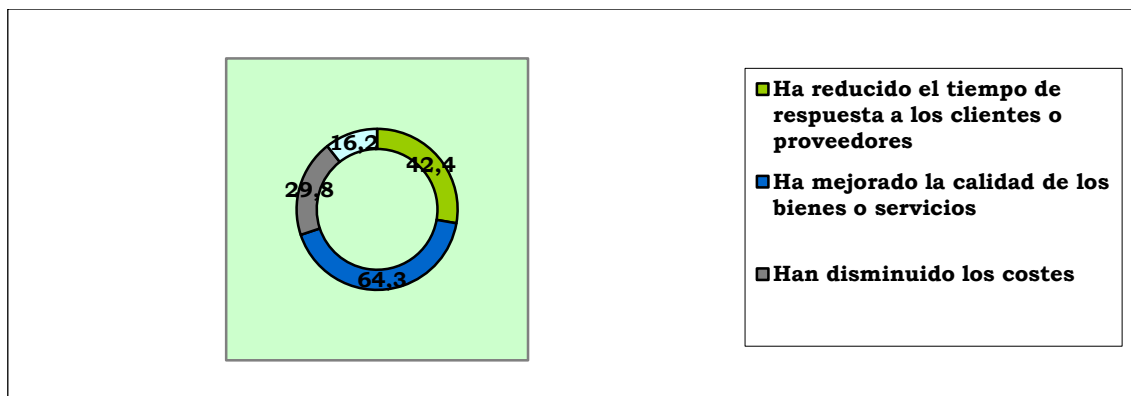 16,2
42,4
29,8
64,3
Ha reducido el tiempo de
respuesta a los clientes o
proveedores
Ha mejorado la calidad de los
bienes o servicios
Han disminuido los costes